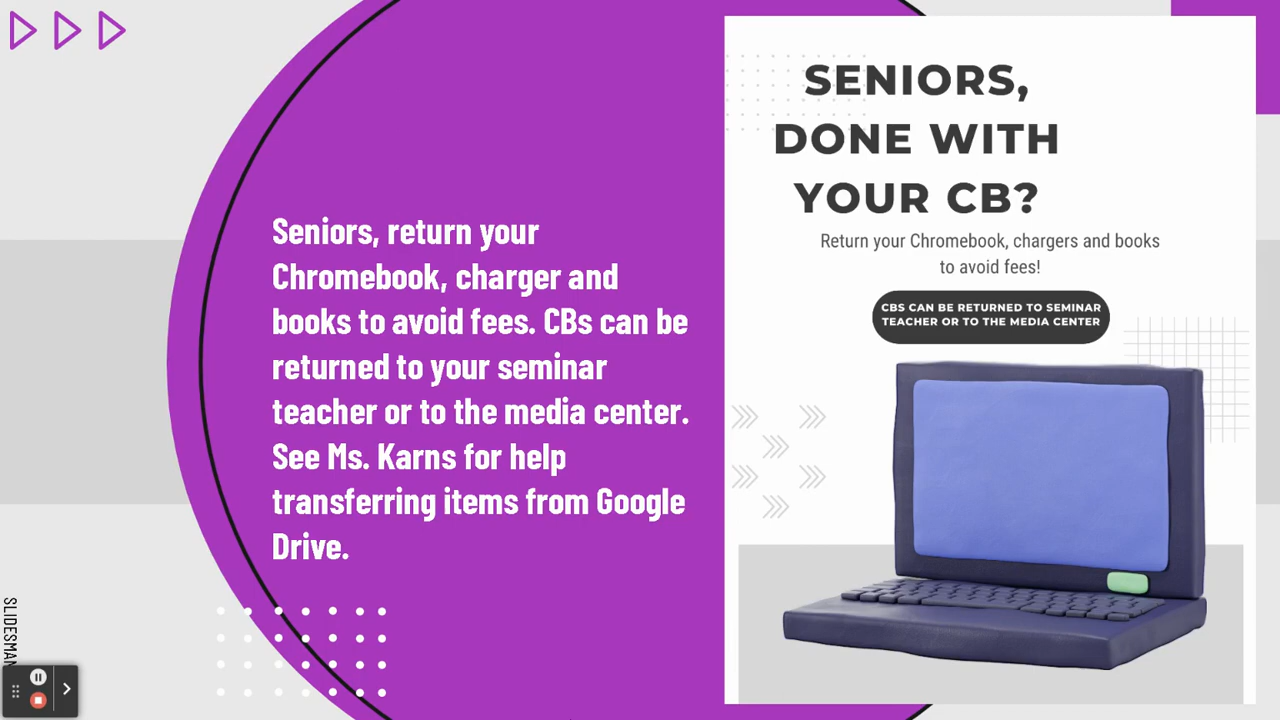 Seniors, return your
Chromebook, charger and
books to avoid fees. CBs can be
returned to your seminar
teacher or to the media center.
See Ms. Karns for help
transferring items from Google
Drive.
SENIORS,
DONE WITH
YOUR CB?
Return your Chromebook, chargers and books
to avoid fees!
CBS CAN BE RETURNED TO SEMINAR
TEACHER OR TO THE MEDIA CENTER